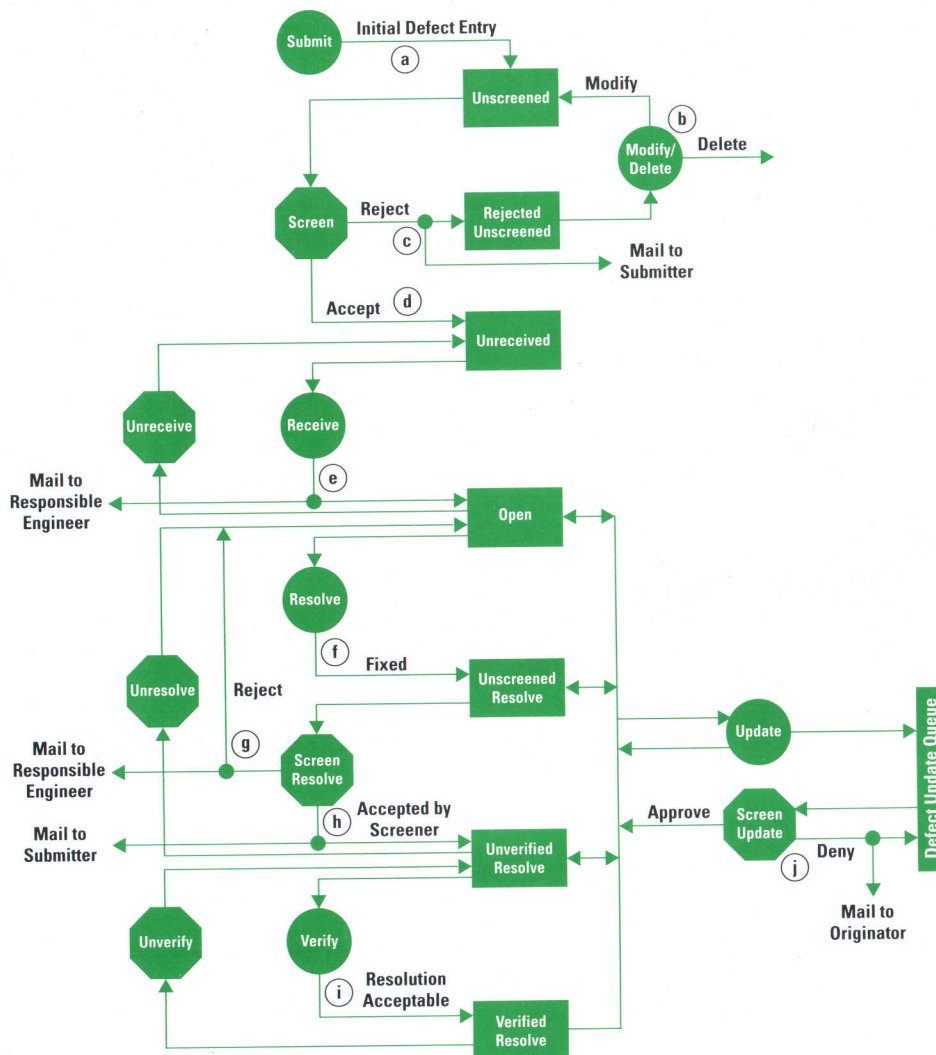 Submit
Initial Defect Entry
a
Unscreened
Modify
b
Modify/
Delete
Delete
Screen
Reject
c
Rejected
Unscreened
Mail to
Submitter
Accept
d
Unreceived
Unreceive
Receive
e
Mail to
Responsible
Engineer
Open
Resolve
f
Fixed
Unscreened
Resolve
Unresolve
Reject
g
Mail to
Responsible
Engineer
Screen
Resolve
Update
Defect Update Queue
Approve
Screen
Update
j
Deny
Mail to
Originator
h
Accepted by
Screener
Mail to
Submitter
Unverified
Resolve
Unverify
Verify
i
Resolution
Acceptable
Verified
Resolve